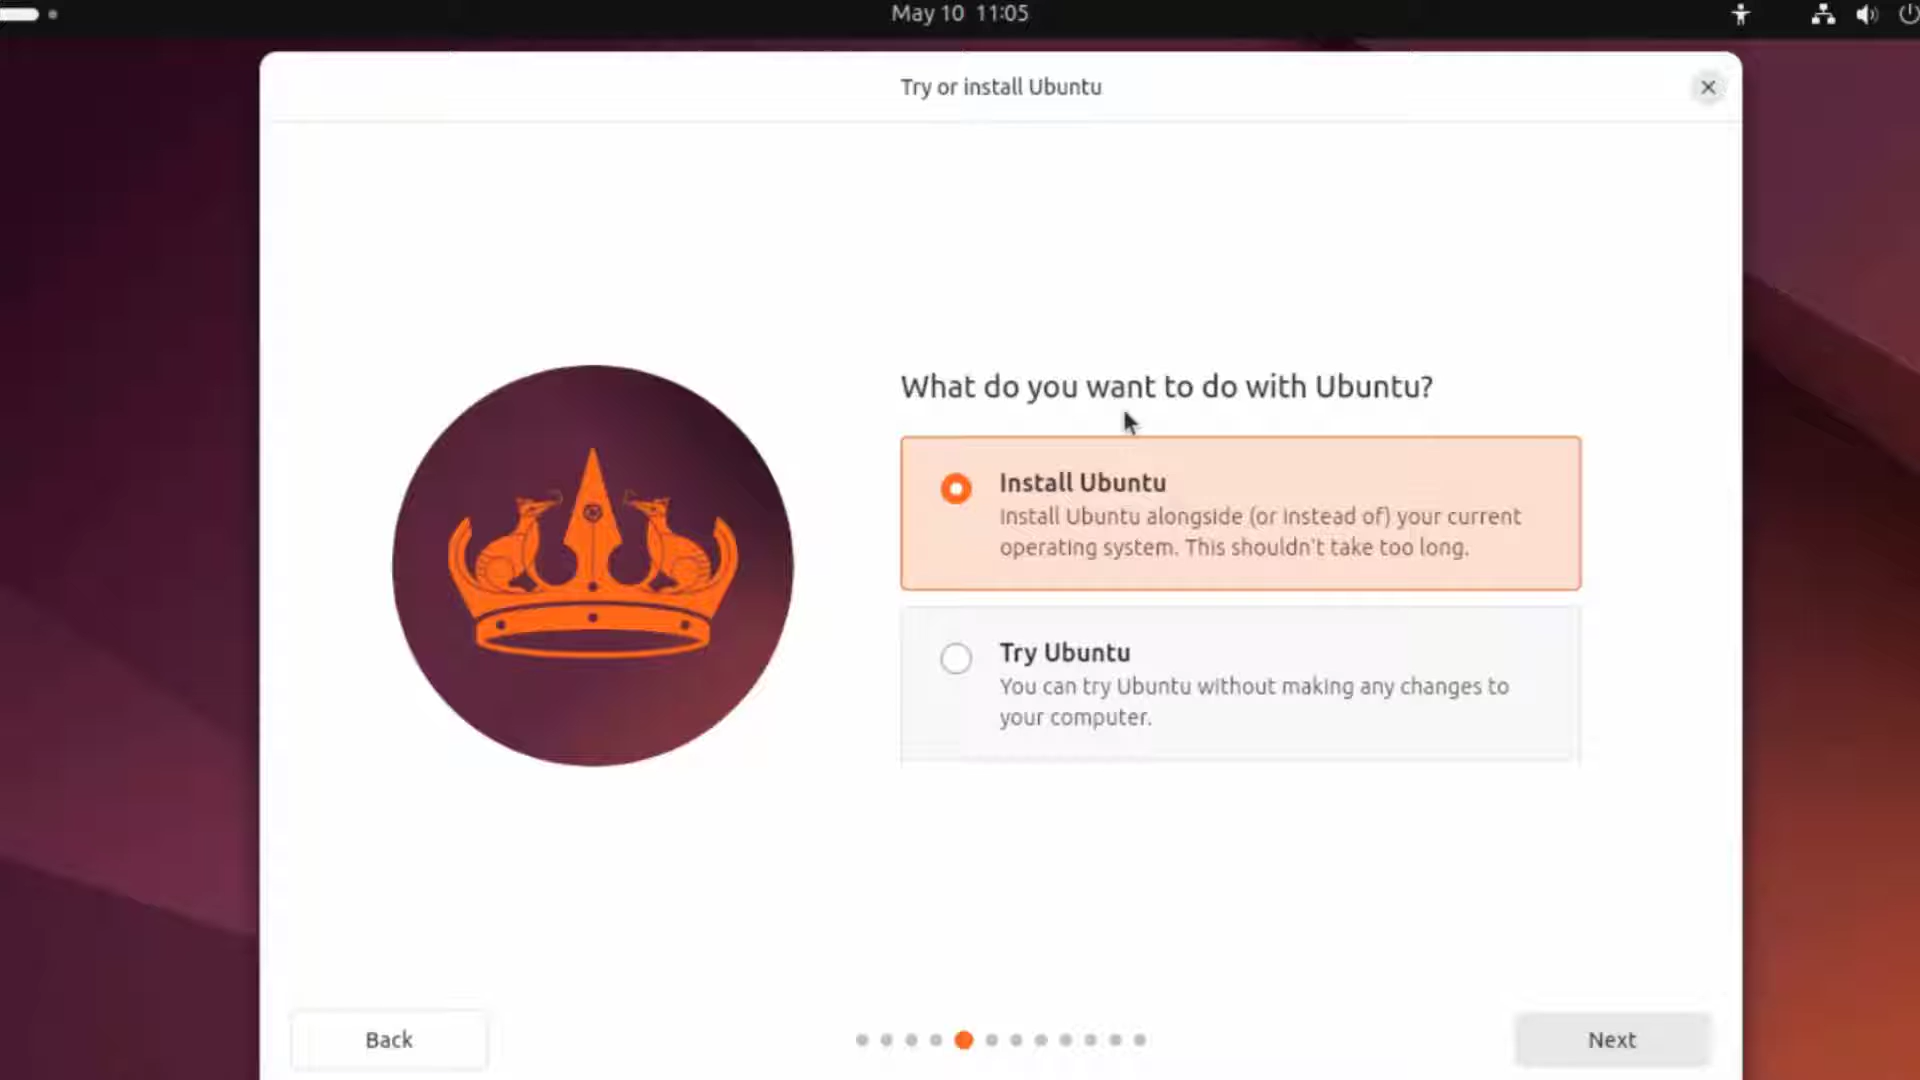 May 10 11:05
Try or install Ubuntu
What do you want to do with Ubuntu?
Install Ubuntu
Install Ubuntu alongside (or instead of) your current
operating system. This shouldn't take too long.
Try Ubuntu
You can try Ubuntu without making any changes to
your computer.
Back
Next